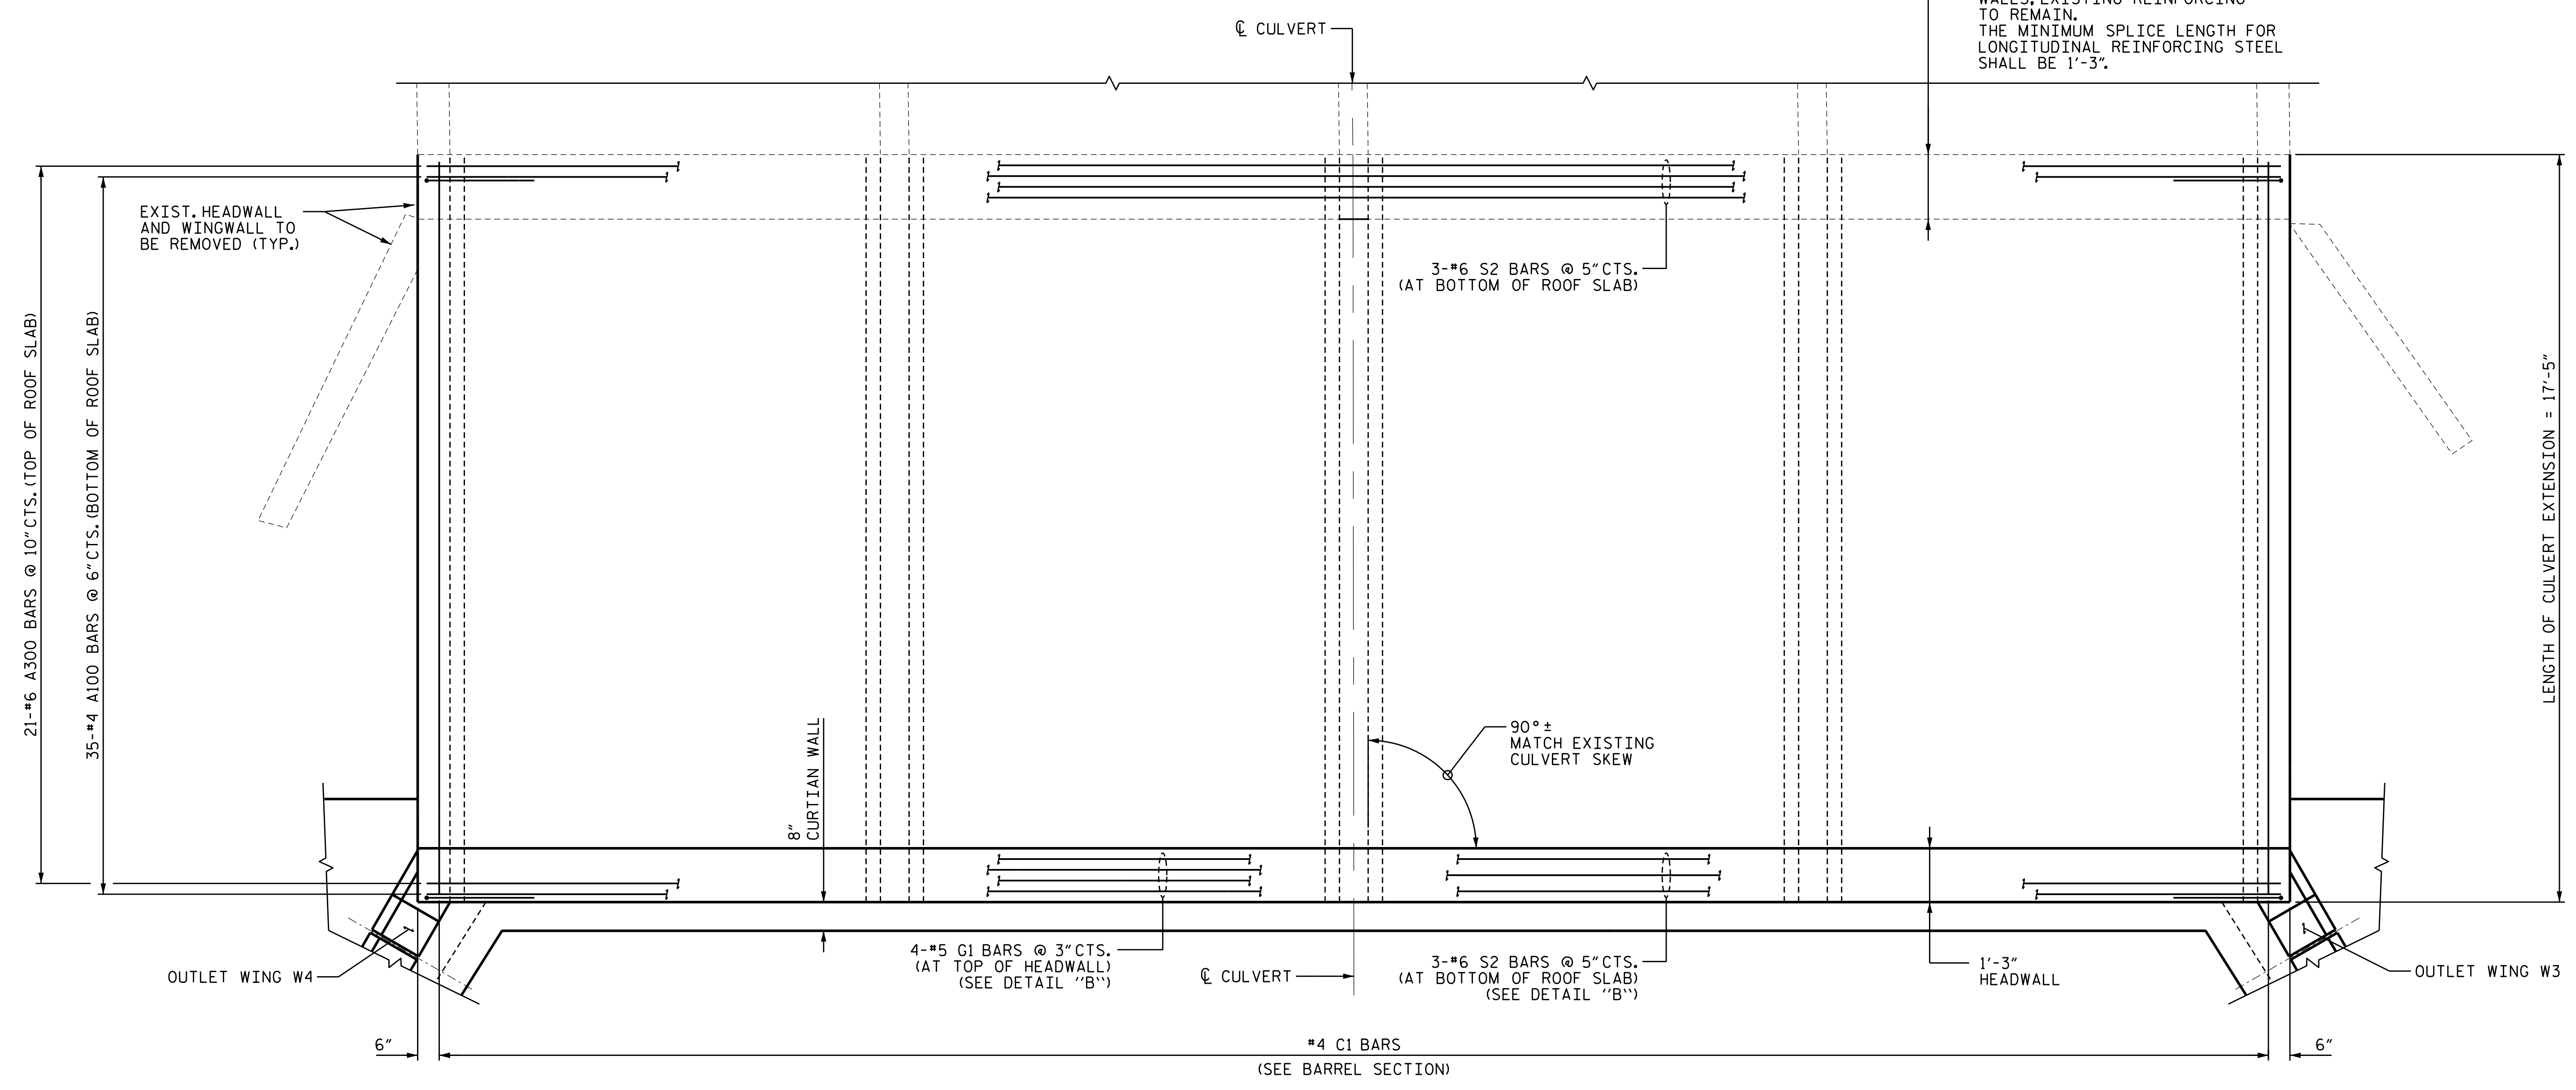 WALLS. EXISTING REINFORCING
TO REMAIN.
THE MINIMUM SPLICE LENGTH FOR
LONGITUDINAL REINFORCING STEEL
SHALL BE 1'-3".
℄ CULVERT
EXIST. HEADWALL
AND WINGWALL TO
BE REMOVED (TYP.)
3-#6 S2 BARS @ 5" CTS.
(AT BOTTOM OF ROOF SLAB)
21-#6 A300 BARS @ 10" CTS. (TOP OF ROOF SLAB)
35-#4 A100 BARS @ 6" CTS. (BOTTOM OF ROOF SLAB)
LENGTH OF CULVERT EXTENSION = 17'-5"
8"
CURTIAN WALL
90°±
MATCH EXISTING
CULVERT SKEW
4-#5 G1 BARS @ 3" CTS.
(AT TOP OF HEADWALL)
(SEE DETAIL ''B``)
℄ CULVERT
3-#6 S2 BARS @ 5" CTS.
(AT BOTTOM OF ROOF SLAB)
(SEE DETAIL ''B``)
1'-3"
HEADWALL
OUTLET WING W4
OUTLET WING W3
6"
#4 C1 BARS
(SEE BARREL SECTION)
6"